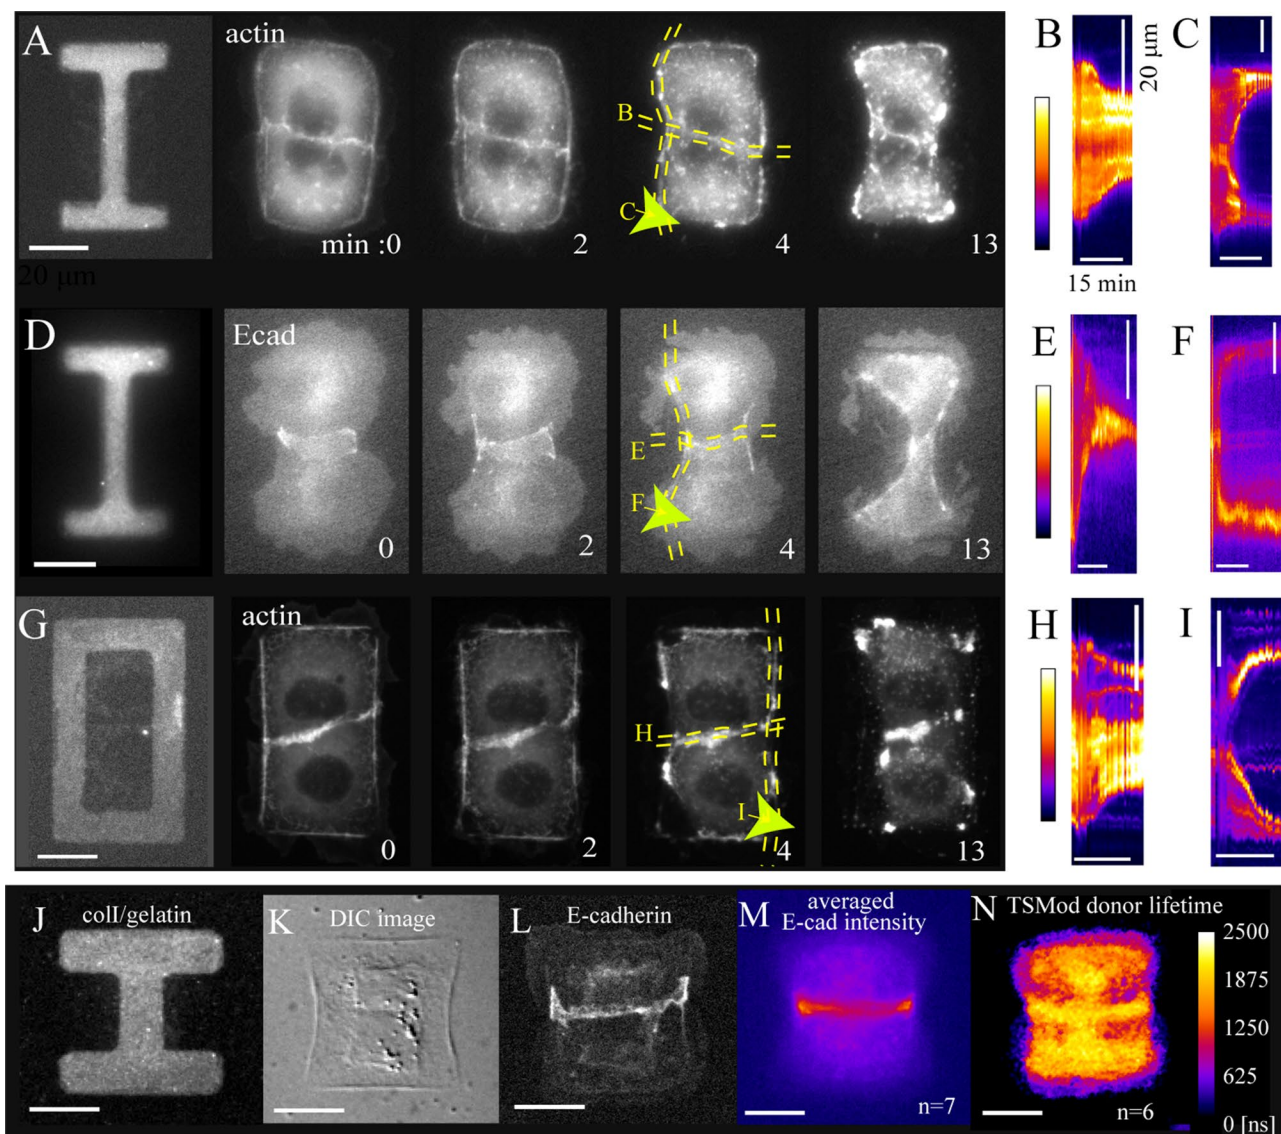 A
actin
min :0
2
4
13
B
C
B
C
20 µm
15 min
20 µm
D
Ecad
0
2
4
13
E
F
E
F
G
actin
0
2
4
13
H
I
H
I
J
colI/gelatin
K
DIC image
L
E-cadherin
M
averaged
E-cad intensity
n=7
N
TSMod donor lifetime
2500
1875
1250
625
0 [ns]
n=6